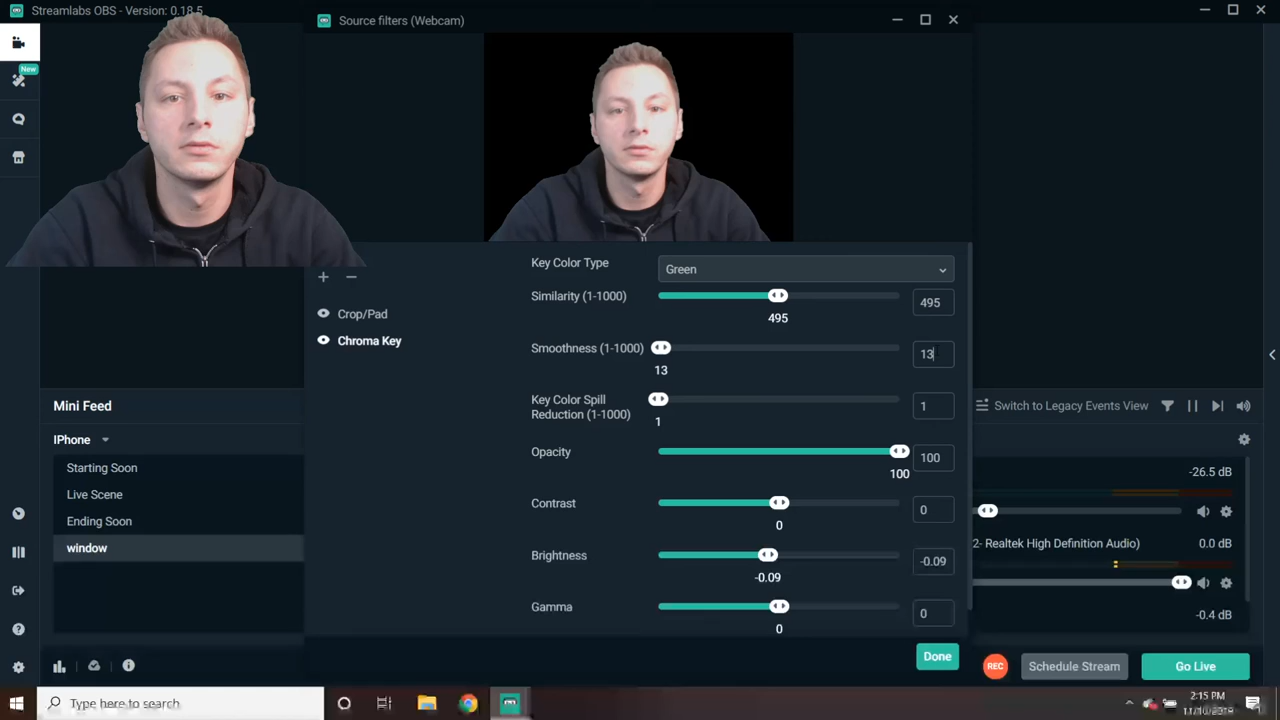 Streamlabs OBS - Version: 0.18.5
Source filters (Webcam)
New
Key Color Type
Green
Similarity (1-1000)
495
495
Crop/Pad
Chroma Key
Smoothness (1-1000)
13
13
Key Color Spill
Reduction (1-1000)
1
1
Opacity
100
100
Contrast
0
0
Brightness
-0.09
-0.09
Gamma
0
0
Done
Mini Feed
Switch to Legacy Events View
IPhone
Starting Soon
Live Scene
Ending Soon
window
-26.5 dB
2- Realtek High Definition Audio)
0.0 dB
-0.4 dB
REC
Schedule Stream
Go Live
Type here to search
2:15 PM